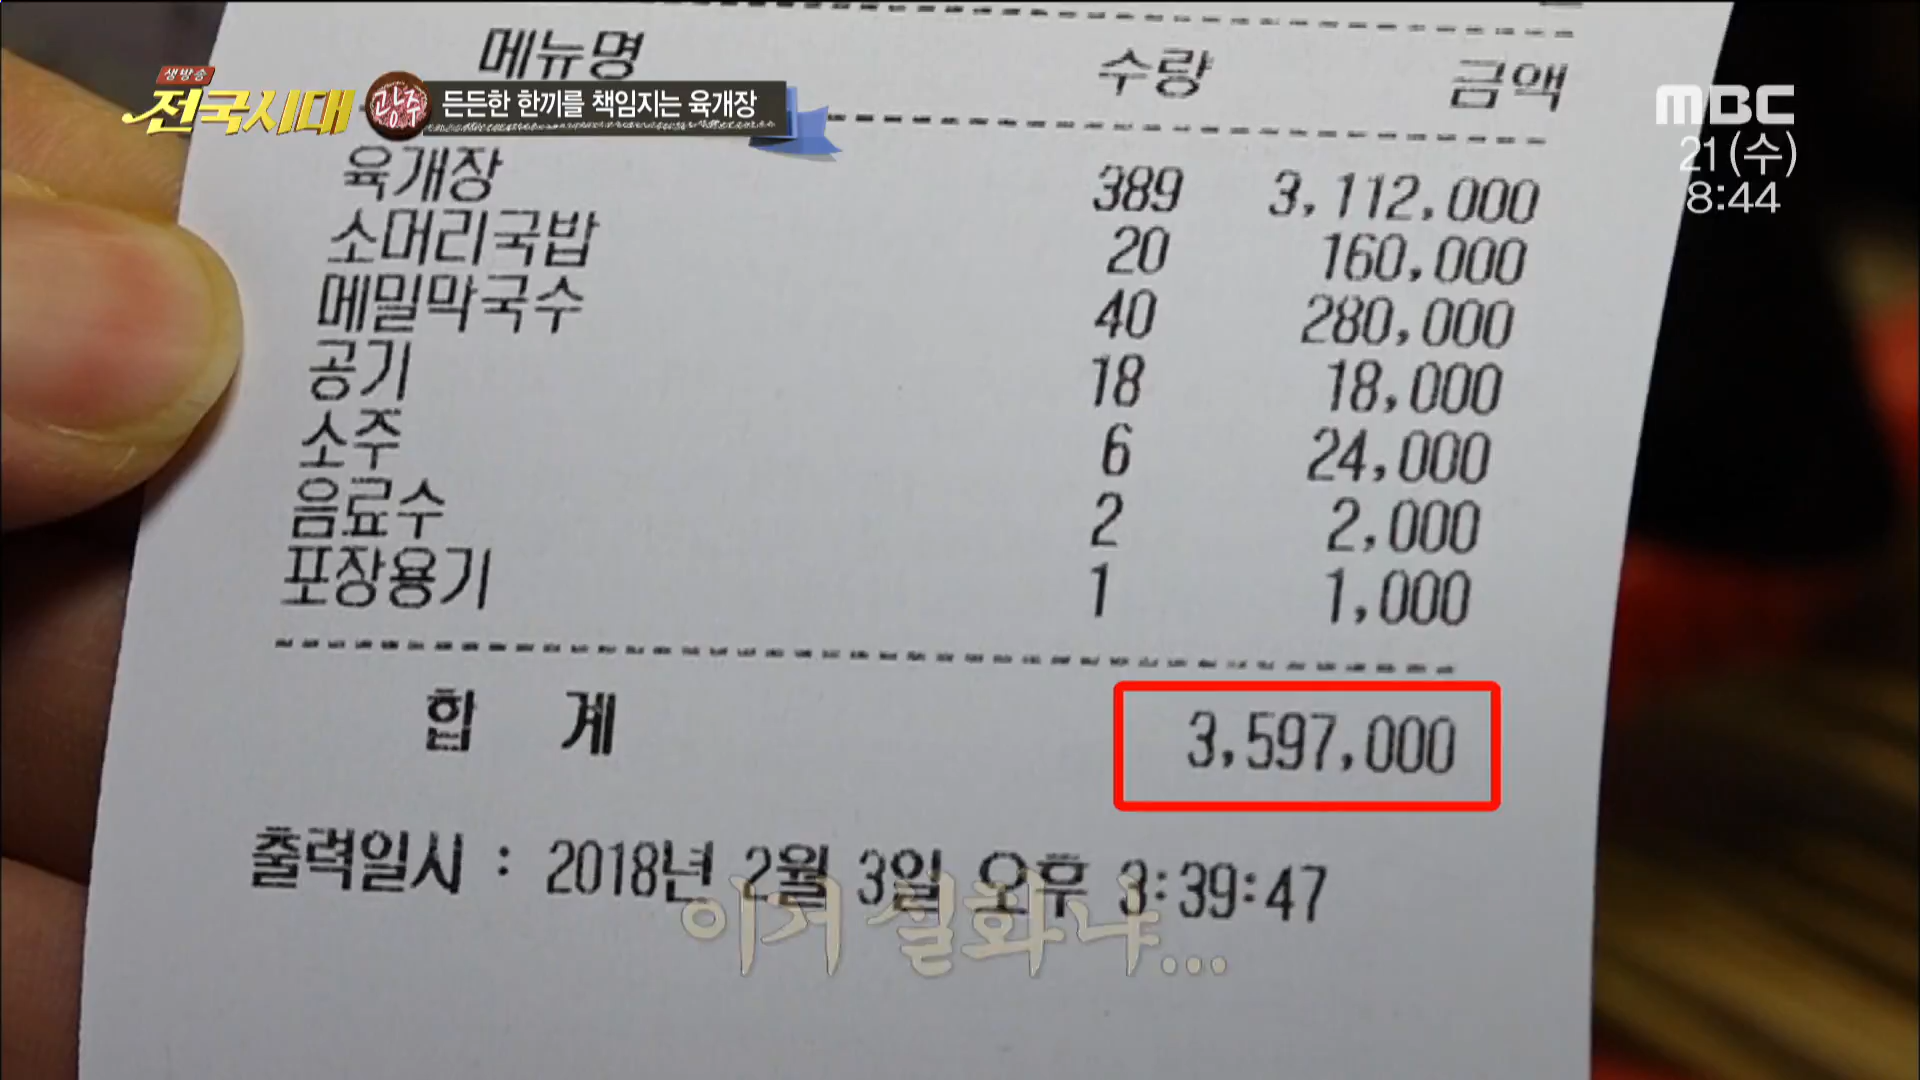 메뉴명 수량 금액
생방송
전국시대 광주 든든한 한끼를 책임지는 육개장
MBC
21(수)
8:44
육개장 389 3,112,000
소머리국밥 20 160,000
메밀막국수 40 280,000
공기 18 18,000
소주 6 24,000
음료수 2 2,000
포장용기 1 1,000
합 계 3,597,000
출력일시 : 2018년 2월 3일 오후 3:39:47
이거 실화냐...